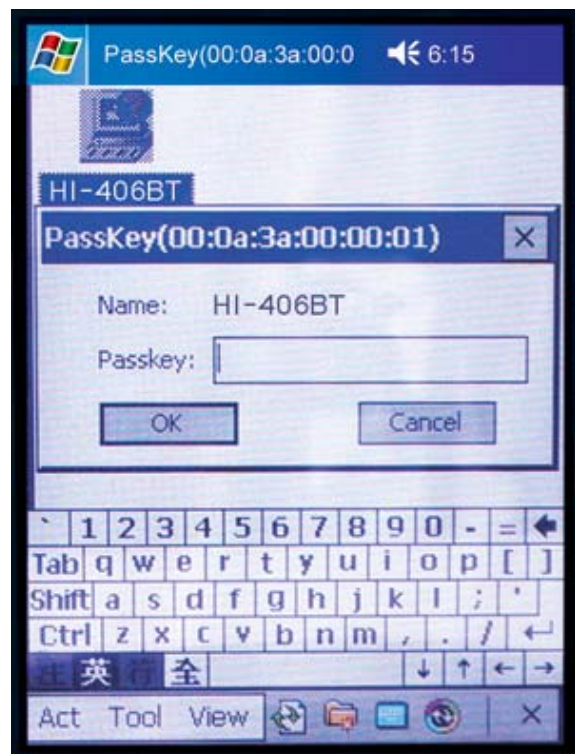 PassKey(00:0a:3a:00:0 6:15
HI-406BT
PassKey(00:0a:3a:00:00:01)
Name: HI-406BT
Passkey:
OK Cancel
` 1 2 3 4 5 6 7 8 9 0 - =
Tab q w e r t y u i o p [ ]
Shift a s d f g h j k l ; '
Ctrl z x c v b n m , . /
英 行 全 ↓ ↑ ← →
Act Tool View